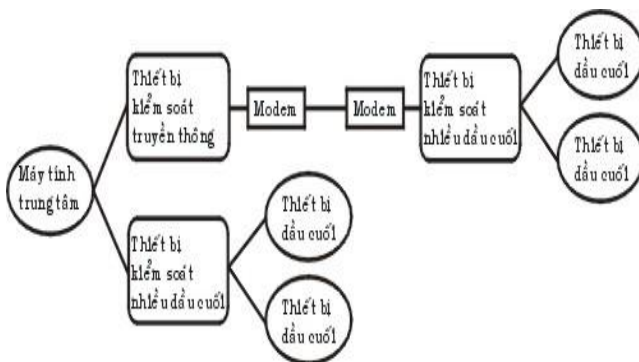 Thiết bị
kiểm soát
truyền thông
Modem
Modem
Thiết bị
kiểm soát
nhiều đầu cuối
Thiết bị
đầu cuối
Thiết bị
đầu cuối
Máy tính
trung tâm
Thiết bị
kiểm soát
nhiều đầu cuối
Thiết bị
đầu cuối
Thiết bị
đầu cuối